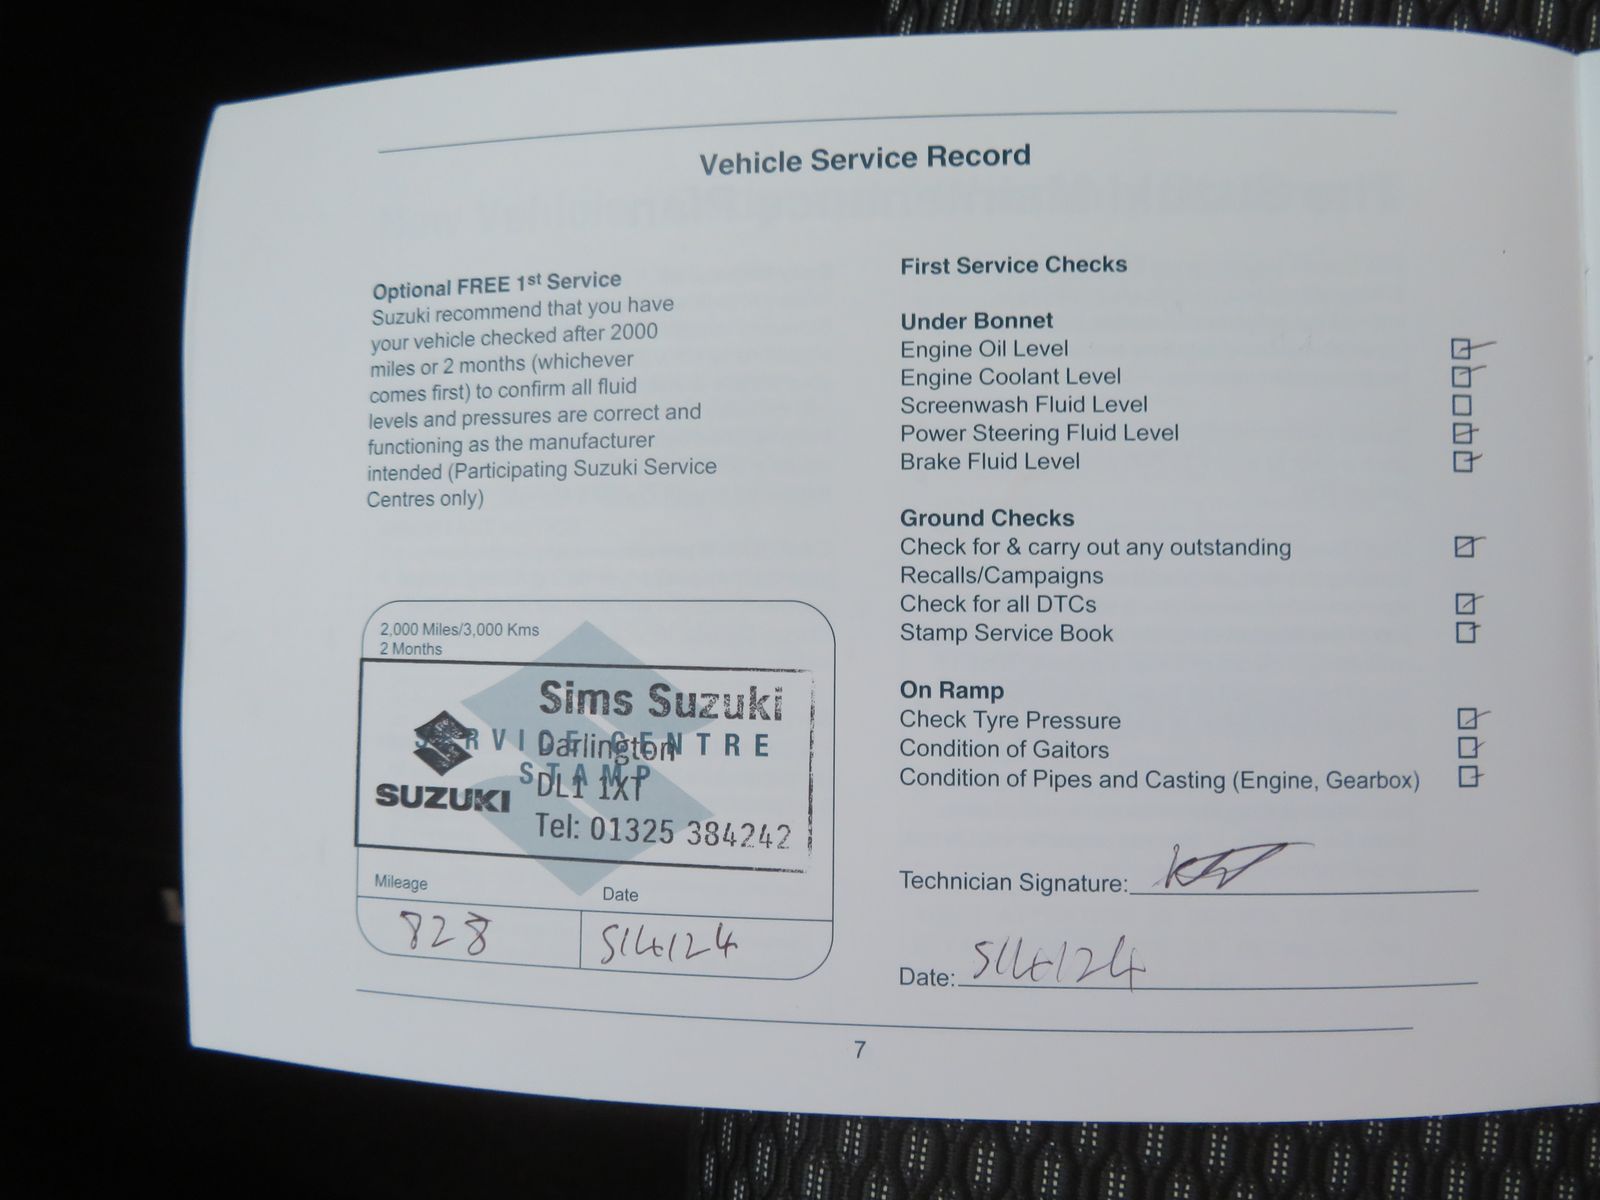 Vehicle Service Record
Optional FREE 1st Service
Suzuki recommend that you have
your vehicle checked after 2000
miles or 2 months (whichever
comes first) to confirm all fluid
levels and pressures are correct and
functioning as the manufacturer
intended (Participating Suzuki Service
Centres only)
2,000 Miles/3,000 Kms
2 Months
SERVICE CENTRE
STAMP
SUZUKI
Sims Suzuki
Darlington
DL1 1XT
Tel: 01325 384242
Mileage
Date
828
5/4/24
First Service Checks
Under Bonnet
Engine Oil Level
Engine Coolant Level
Screenwash Fluid Level
Power Steering Fluid Level
Brake Fluid Level
Ground Checks
Check for & carry out any outstanding
Recalls/Campaigns
Check for all DTCs
Stamp Service Book
On Ramp
Check Tyre Pressure
Condition of Gaitors
Condition of Pipes and Casting (Engine, Gearbox)
Technician Signature:
Date: 5/4/24
7